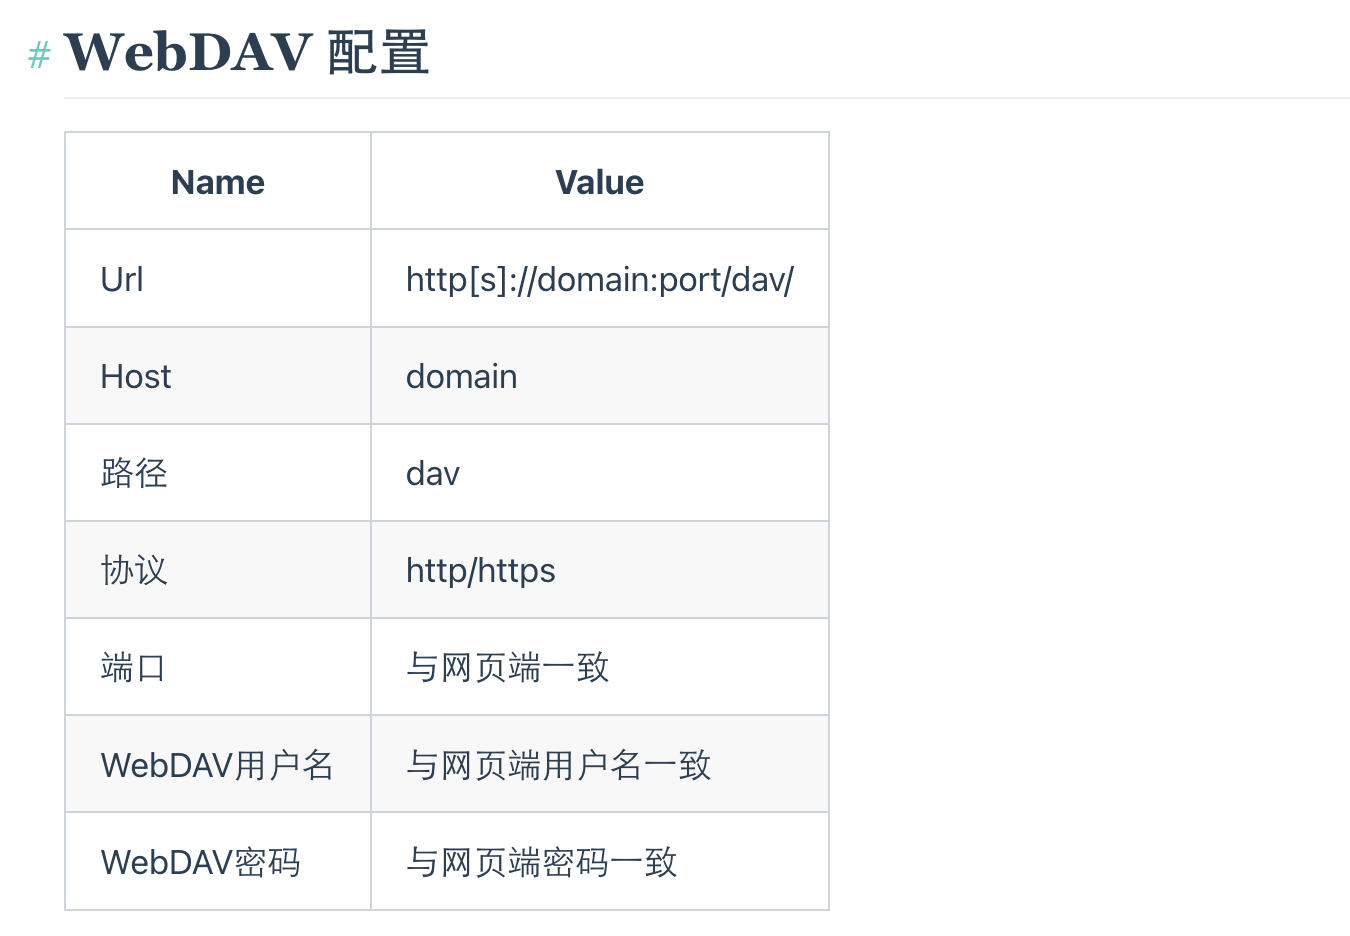 # WebDAV 配置
Name Value
Url http[s]://domain:port/dav/
Host domain
路径 dav
协议 http/https
端口 与网页端一致
WebDAV用户名 与网页端用户名一致
WebDAV密码 与网页端密码一致